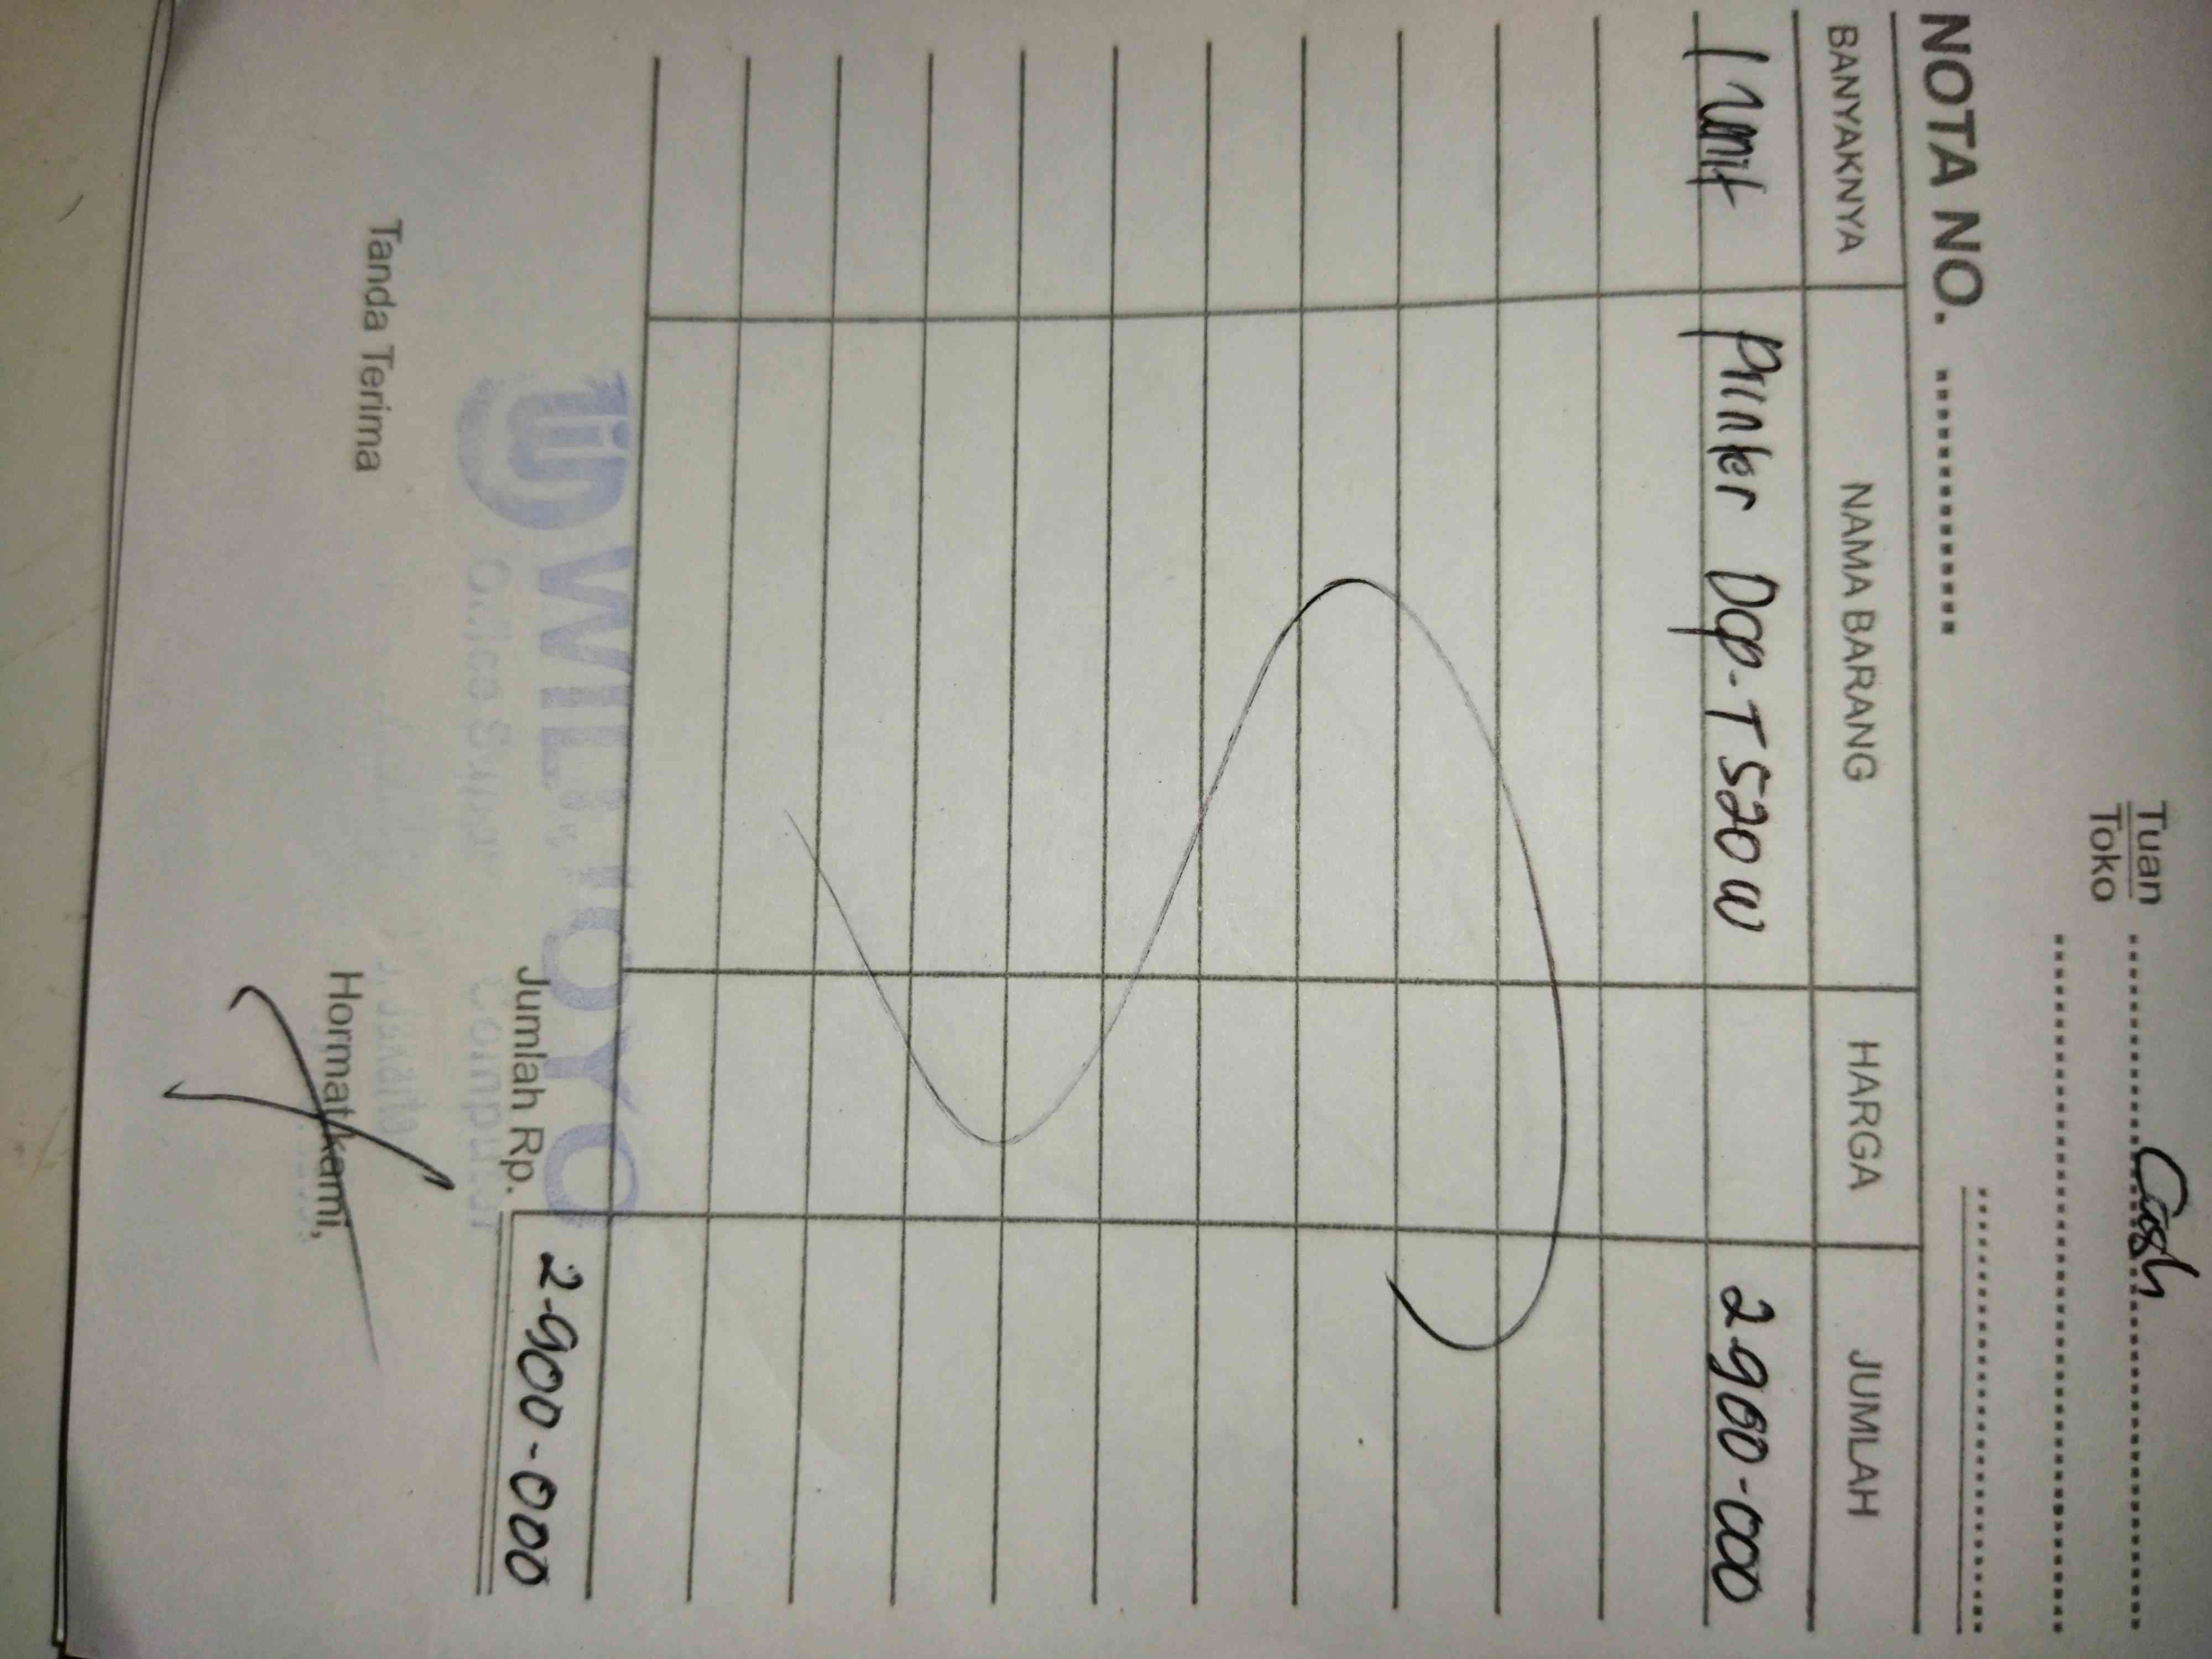 Tuan Cash
Toko
NOTA NO.
BANYAKNYA NAMA BARANG HARGA JUMLAH
1 Unit Printer Dcp-T520W 2.900-000
Jumlah Rp. 2.900-000
WILTOYO
Tanda Terima Hormat kami,